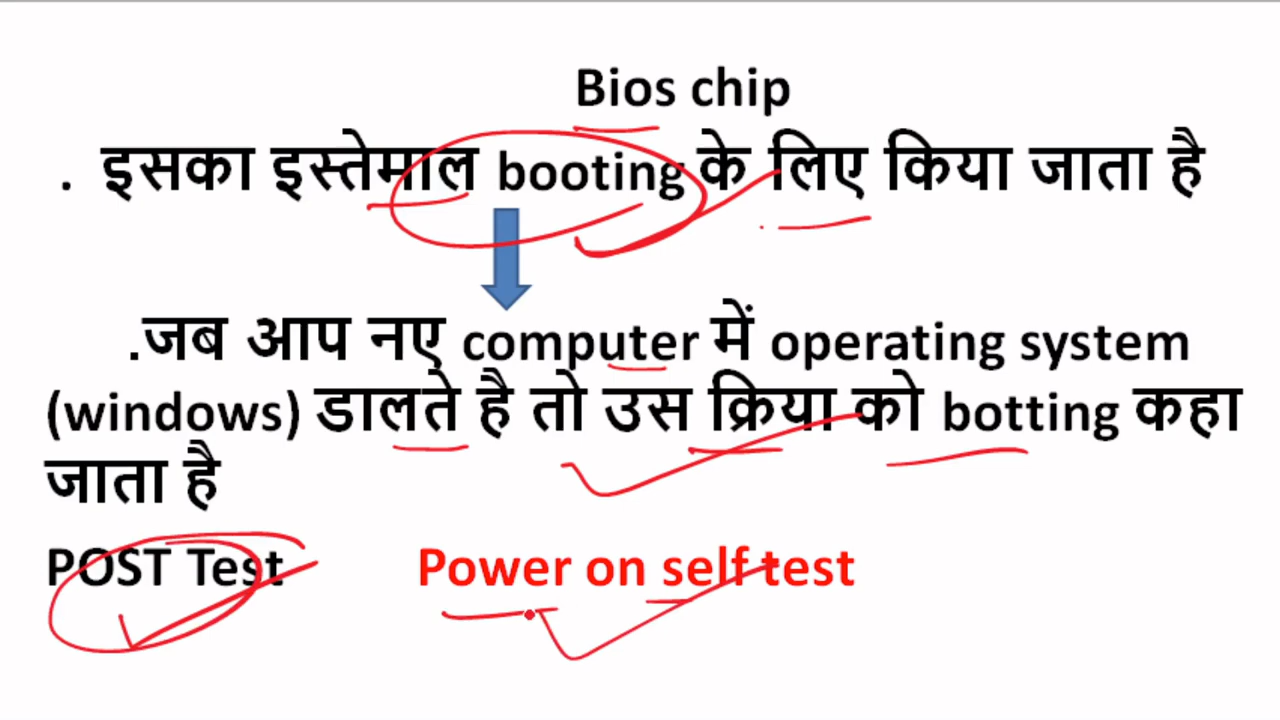 Bios chip
. इसका इस्तेमाल booting के लिए किया जाता है
.जब आप नए computer में operating system
(windows) डालते है तो उस क्रिया को botting कहा
जाता है
POST Test Power on self test